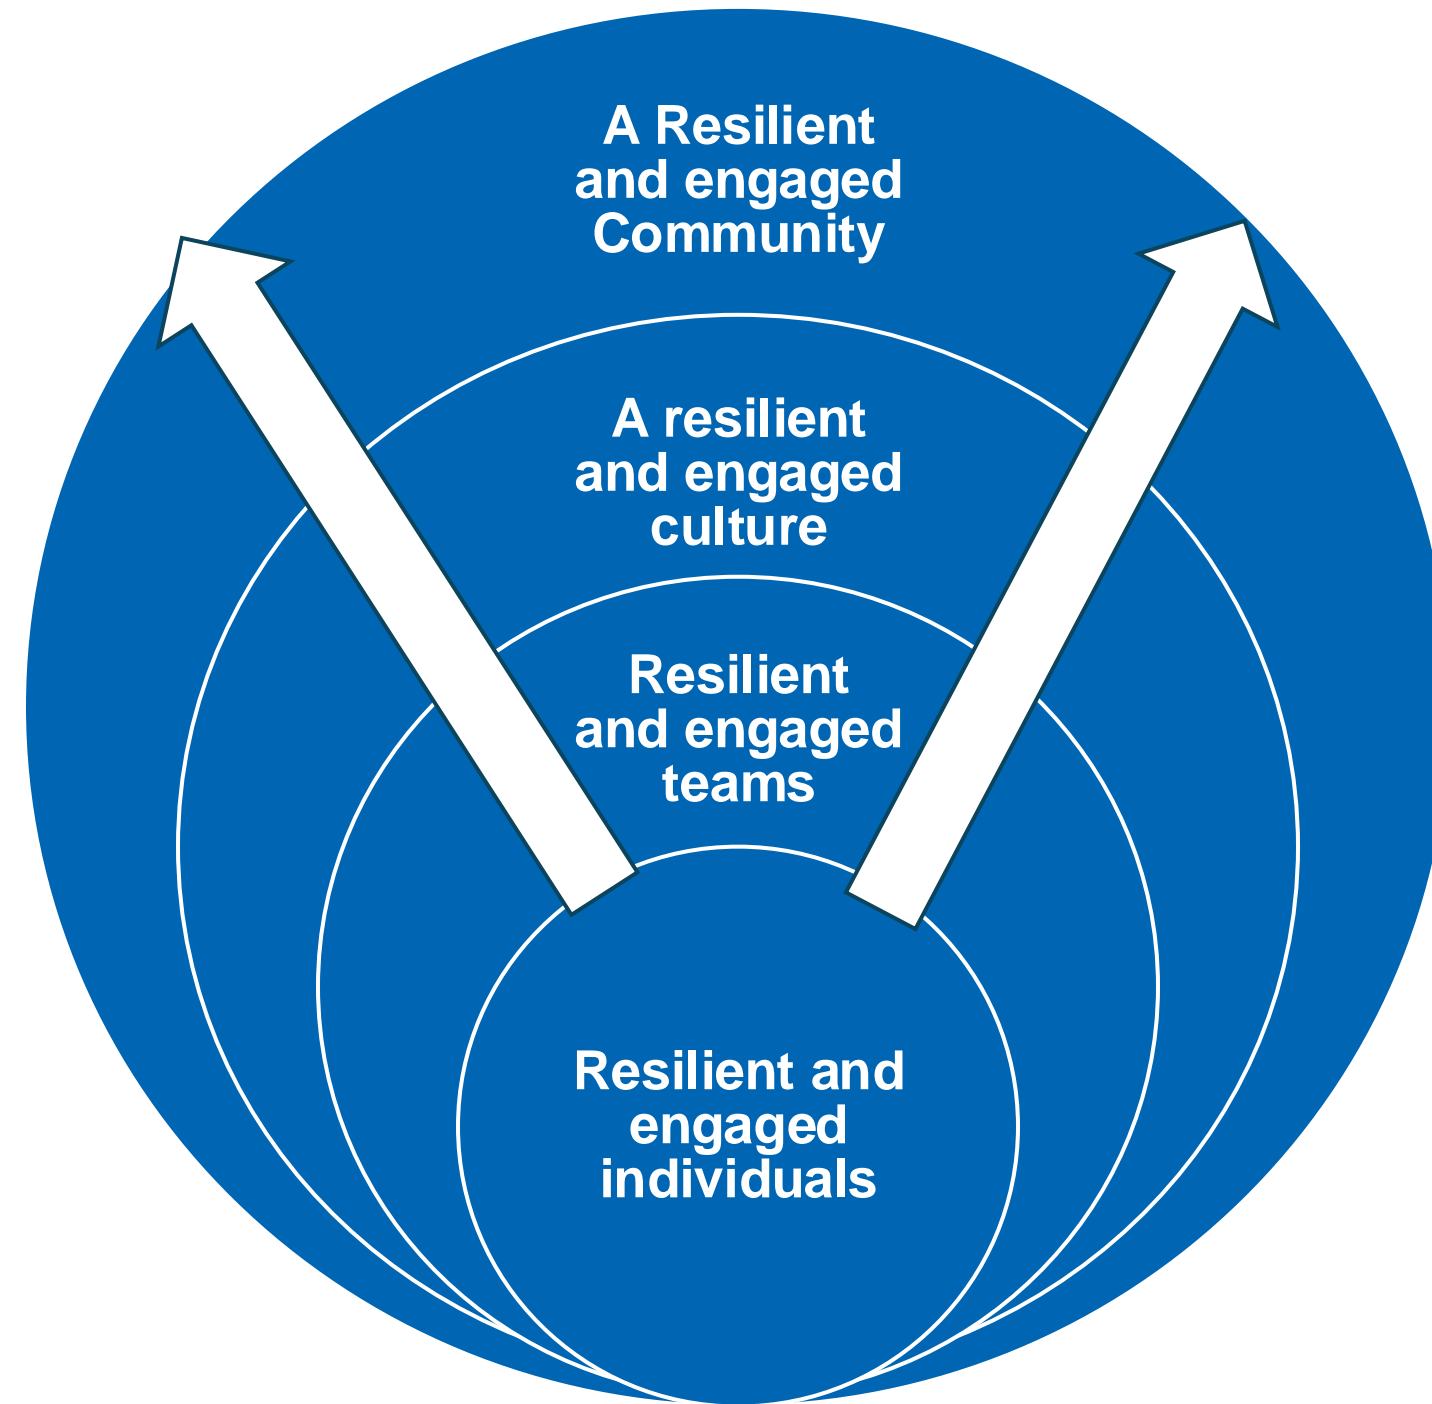 A Resilient
and engaged
Community
A resilient
and engaged
culture
Resilient
and engaged
teams
Resilient and
engaged
individuals